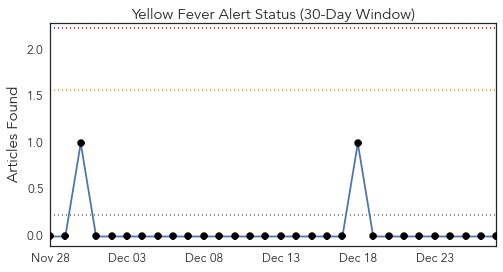 Yellow Fever Alert Status (30-Day Window)
Articles Found
2.0
1.5
1.0
0.5
0.0
Nov 28 Dec 03 Dec 08 Dec 13 Dec 18 Dec 23